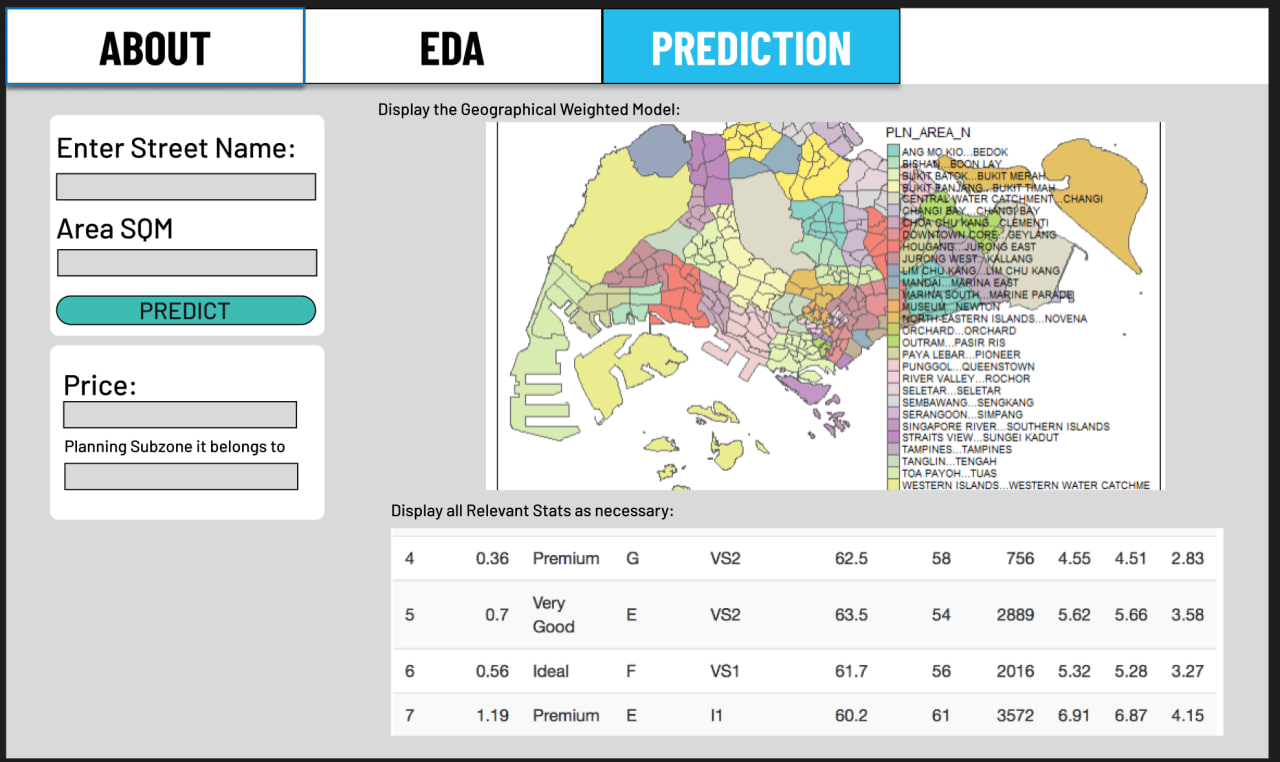 ABOUT
EDA
PREDICTION
Enter Street Name:
Area SQM
PREDICT
Price:
Planning Subzone it belongs to
Display the Geographical Weighted Model:
PLN_AREA_N
ANG MO KIO...BEDOK
BISHAN...BOON LAY
BUKIT BATOK...BUKIT MERAH
BUKIT PANJANG...BUKIT TIMAH
CENTRAL WATER CATCHMENT...CHANGI
CHANGI BAY...CHANGI BAY
CHOA CHU KANG...CLEMENTI
DOWNTOWN CORE...GEYLANG
HOUGANG...JURONG EAST
JURONG WEST...KALLANG
LIM CHU KANG...LIM CHU KANG
MANDAI...MARINA EAST
MARINA SOUTH...MARINE PARADE
MUSEUM...NEWTON
NORTH-EASTERN ISLANDS...NOVENA
ORCHARD...ORCHARD
OUTRAM...PASIR RIS
PAYA LEBAR...PIONEER
PUNGGOL...QUEENSTOWN
RIVER VALLEY...ROCHOR
SELETAR...SELETAR
SEMBAWANG...SENGKANG
SERANGOON...SIMPANG
SINGAPORE RIVER...SOUTHERN ISLANDS
STRAITS VIEW...SUNGEI KADUT
TAMPINES...TAMPINES
TANGLIN...TENGAH
TOA PAYOH...TUAS
WESTERN ISLANDS...WESTERN WATER CATCHME
Display all Relevant Stats as necessary:
4 0.36 Premium G VS2 62.5 58 756 4.55 4.51 2.83
5 0.7 Very Good E VS2 63.5 54 2889 5.62 5.66 3.58
6 0.56 Ideal F VS1 61.7 56 2016 5.32 5.28 3.27
7 1.19 Premium E I1 60.2 61 3572 6.91 6.87 4.15